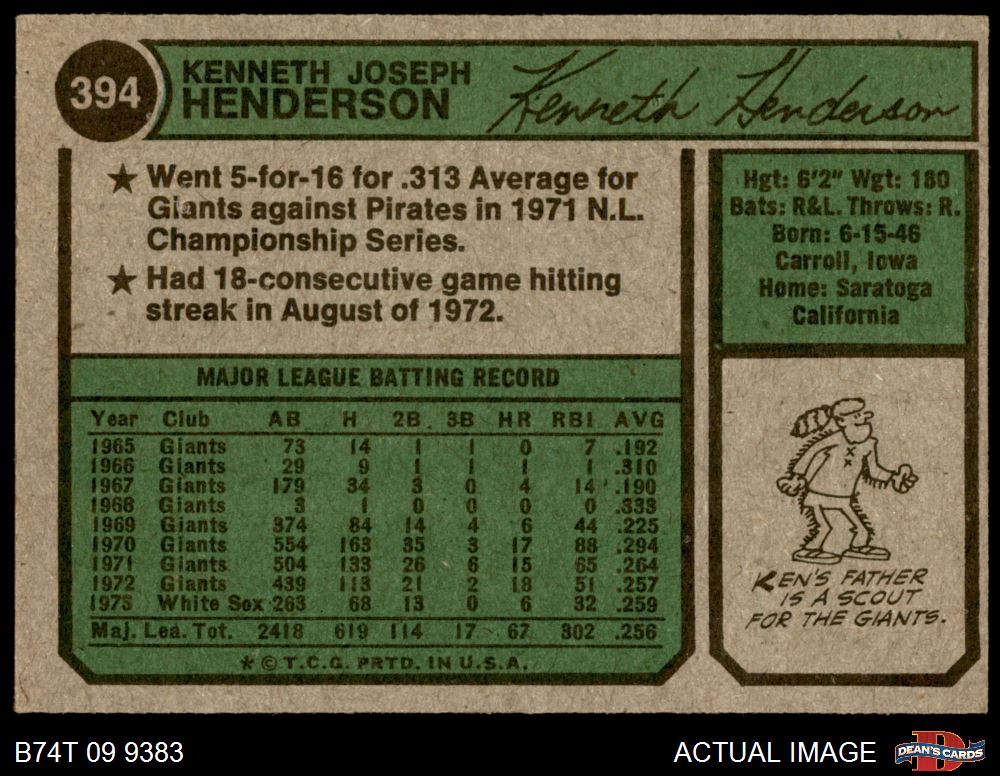 394
KENNETH JOSEPH
HENDERSON
Kenneth Henderson
★ Went 5-for-16 for .313 Average for
Giants against Pirates in 1971 N.L.
Championship Series.
★ Had 18-consecutive game hitting
streak in August of 1972.
Hgt: 6'2" Wgt: 180
Bats: R&L. Throws: R.
Born: 6-15-46
Carroll, Iowa
Home: Saratoga
California
MAJOR LEAGUE BATTING RECORD
Year Club AB H 2B 3B HR RBI AVG
1965 Giants 73 14 1 1 0 7 .192
1966 Giants 29 9 1 1 1 1 .310
1967 Giants 179 34 3 0 4 14 .190
1968 Giants 3 1 0 0 0 0 .333
1969 Giants 374 84 14 4 6 44 .225
1970 Giants 554 163 35 3 17 88 .294
1971 Giants 504 133 26 6 15 65 .264
1972 Giants 439 113 21 2 18 51 .257
1973 White Sox 263 68 13 0 6 32 .259
Maj. Lea. Tot. 2418 619 114 17 67 302 .256
★ © T.C.G. PRTD. IN U.S.A.
KEN'S FATHER
IS A SCOUT
FOR THE GIANTS.
B74T 09 9383
ACTUAL IMAGE
DEAN'S CARDS